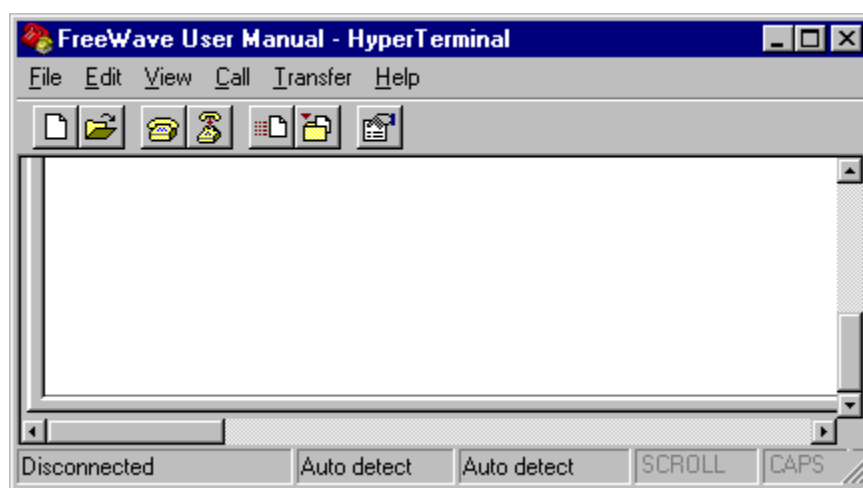 FreeWave User Manual - HyperTerminal
File Edit View Call Transfer Help
Disconnected Auto detect Auto detect SCROLL CAPS